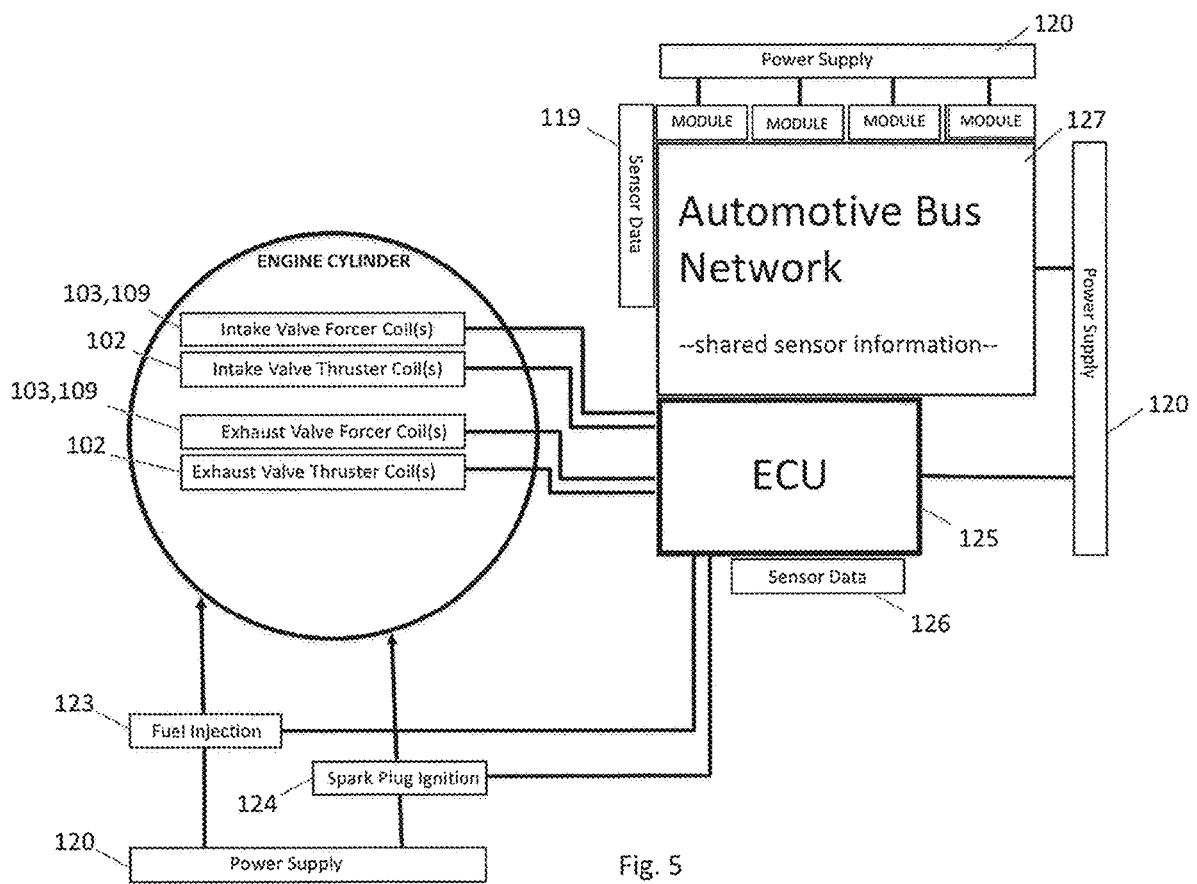 120
Power Supply
119
MODULE MODULE MODULE MODULE
127
Sensor Data
Automotive Bus
Network
--shared sensor information--
Power Supply
120
ENGINE CYLINDER
103,109
Intake Valve Forcer Coil(s)
102
Intake Valve Thruster Coil(s)
103,109
Exhaust Valve Forcer Coil(s)
102
Exhaust Valve Thruster Coil(s)
ECU
125
Sensor Data
126
123
Fuel Injection
Spark Plug Ignition
124
120
Power Supply
Fig. 5